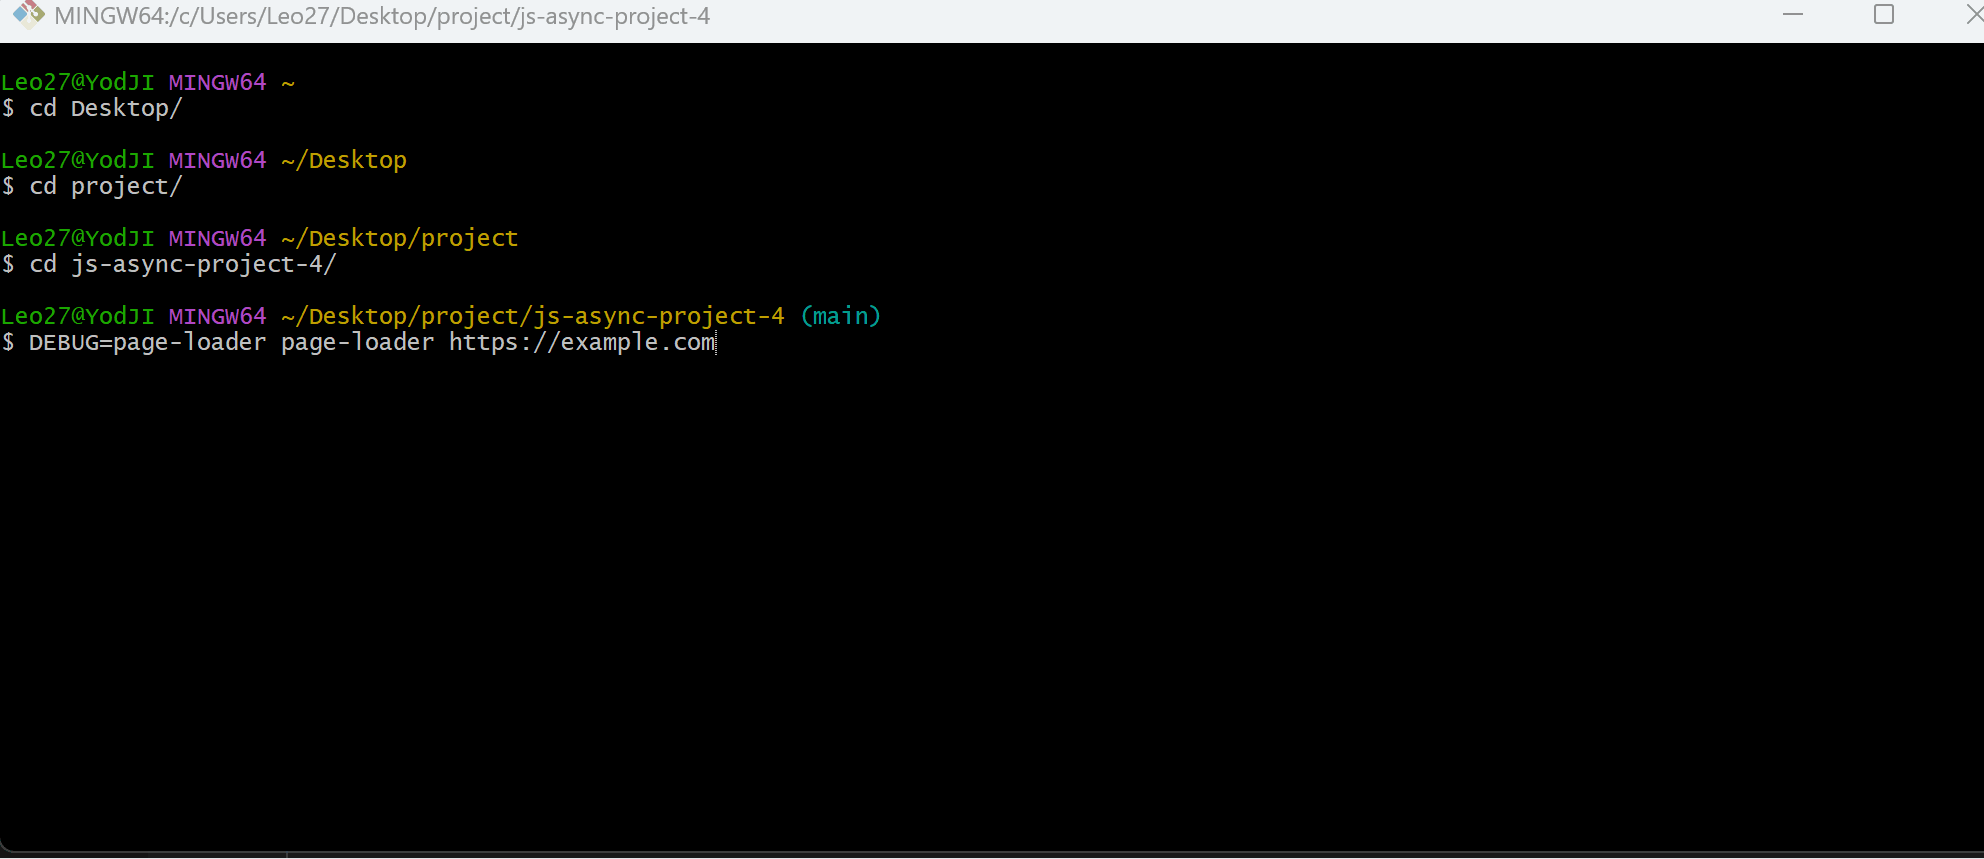 MINGW64:/c/Users/Leo27/Desktop/project/js-async-project-4
Leo27@YodJI MINGW64 ~
$ cd Desktop/
Leo27@YodJI MINGW64 ~/Desktop
$ cd project/
Leo27@YodJI MINGW64 ~/Desktop/project
$ cd js-async-project-4/
Leo27@YodJI MINGW64 ~/Desktop/project/js-async-project-4 (main)
$ DEBUG=page-loader page-loader https://example.com